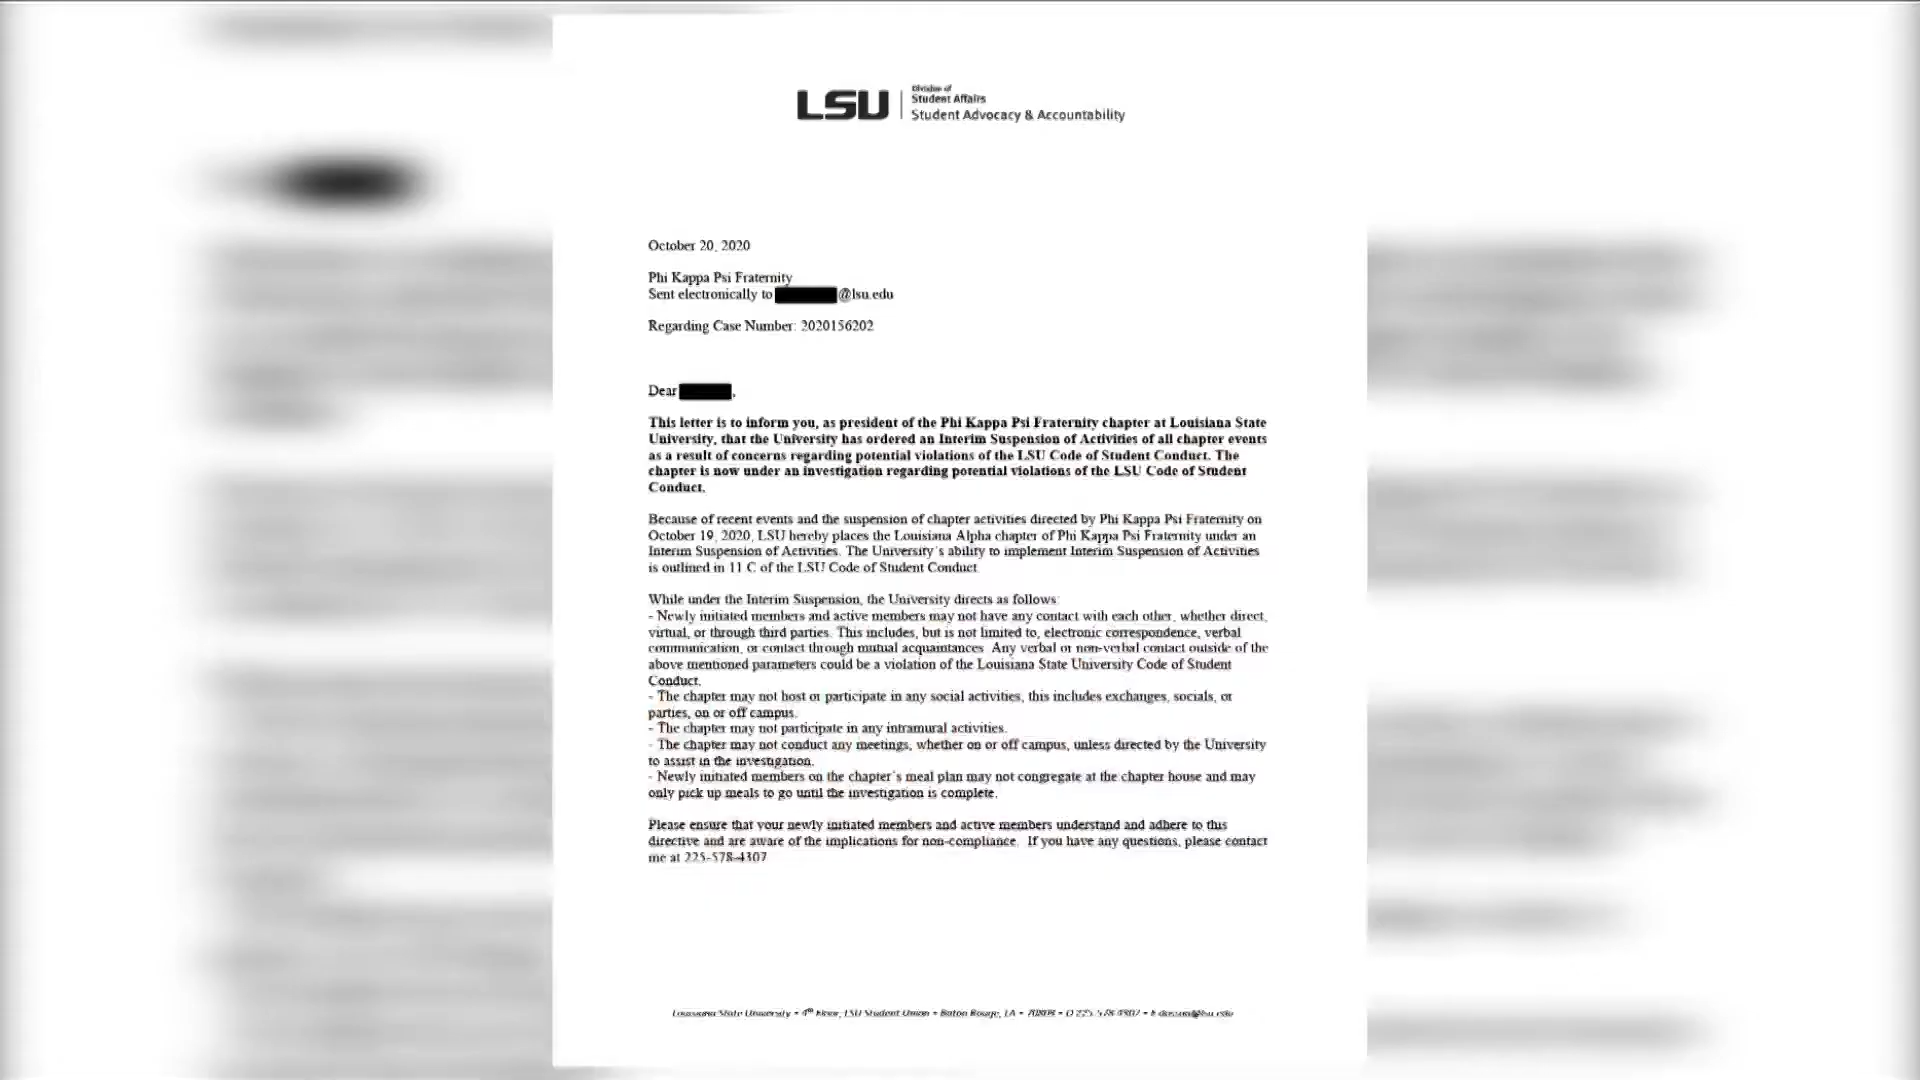 LSU
Division of
Student Affairs
Student Advocacy & Accountability
October 20, 2020
Phi Kappa Psi Fraternity
Sent electronically to @lsu.edu
Regarding Case Number: 2020156202
Dear ,
This letter is to inform you, as president of the Phi Kappa Psi Fraternity chapter at Louisiana State
University, that the University has ordered an Interim Suspension of Activities of all chapter events
as a result of concerns regarding potential violations of the LSU Code of Student Conduct. The
chapter is now under an investigation regarding potential violations of the LSU Code of Student
Conduct.
Because of recent events and the suspension of chapter activities directed by Phi Kappa Psi Fraternity on
October 19, 2020, LSU hereby places the Louisiana Alpha chapter of Phi Kappa Psi Fraternity under an
Interim Suspension of Activities. The University's ability to implement Interim Suspension of Activities
is outlined in 11 C of the LSU Code of Student Conduct
While under the Interim Suspension, the University directs as follows:
- Newly initiated members and active members may not have any contact with each other, whether direct,
virtual, or through third parties. This includes, but is not limited to, electronic correspondence, verbal
communication, or contact through mutual acquaintances. Any verbal or non-verbal contact outside of the
above mentioned parameters could be a violation of the Louisiana State University Code of Student
Conduct.
- The chapter may not host or participate in any social activities, this includes exchanges, socials, or
parties, on or off campus.
- The chapter may not participate in any intramural activities.
- The chapter may not conduct any meetings, whether on or off campus, unless directed by the University
to assist in the investigation.
- Newly initiated members on the chapter's meal plan may not congregate at the chapter house and may
only pick up meals to go until the investigation is complete.
Please ensure that your newly initiated members and active members understand and adhere to this
directive and are aware of the implications for non-compliance. If you have any questions, please contact
me at 225-578-4307
Louisiana State University • 4th Floor, LSU Student Union • Baton Rouge, LA • 70803 • O 225-578-4307 •